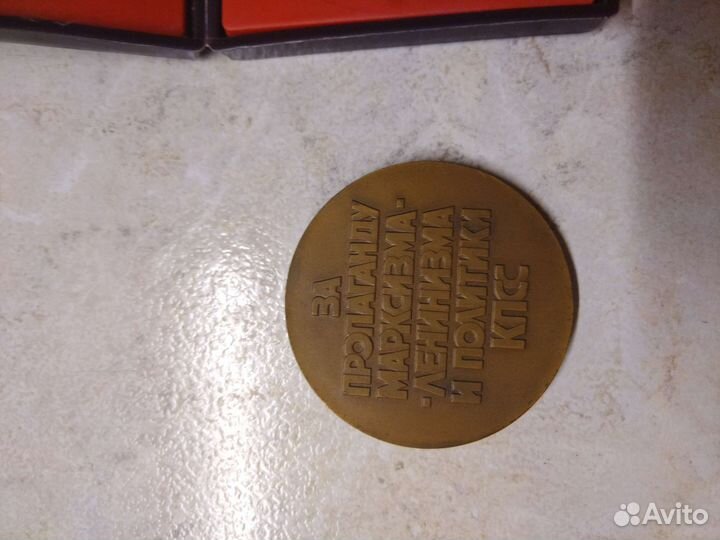 ЗА
ПРОПАГАНДУ
МАРКСИЗМА-
-ЛЕНИНИЗМА
И ПОЛИТИКИ
КПСС
Avito